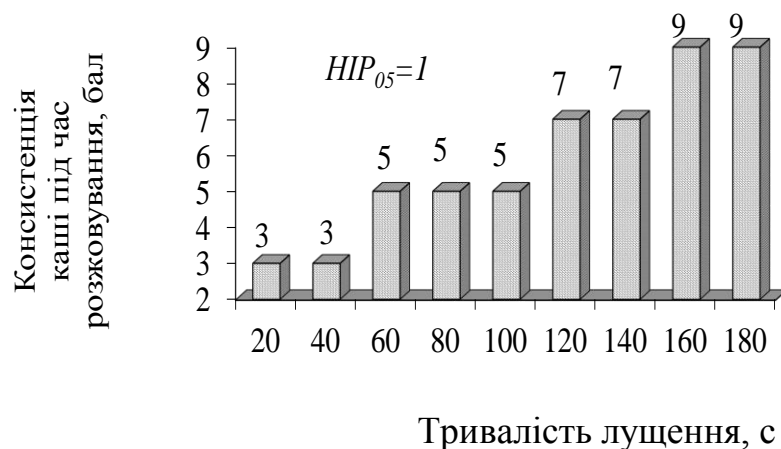 Консистенція
каші під час
розжовування, бал
9
8
7
6
5
4
3
2
НІР05=1
3
3
5
5
5
7
7
9
9
20 40 60 80 100 120 140 160 180
Тривалість лущення, с